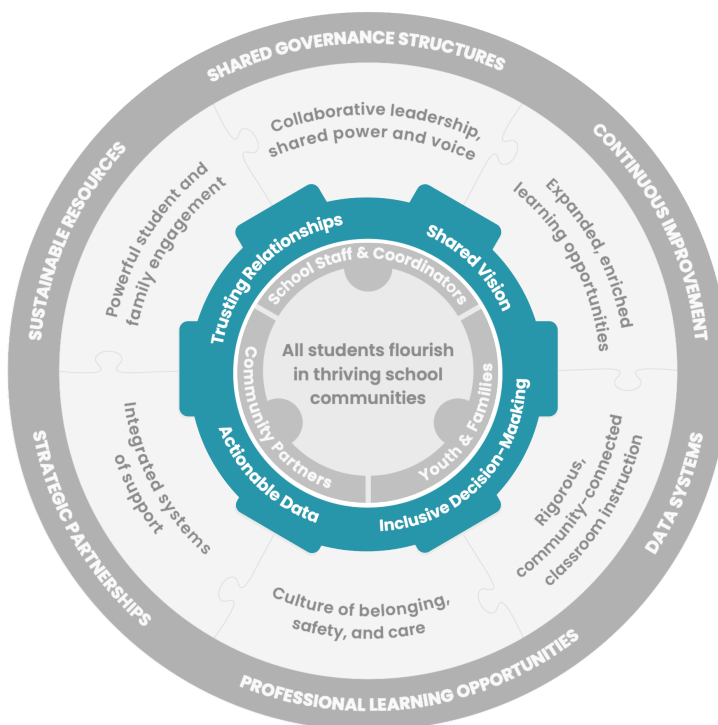 SHARED GOVERNANCE STRUCTURES
CONTINUOUS IMPROVEMENT
DATA SYSTEMS
PROFESSIONAL LEARNING OPPORTUNITIES
STRATEGIC PARTNERSHIPS
SUSTAINABLE RESOURCES
Collaborative leadership,
shared power and voice
Expanded, enriched
learning opportunities
Rigorous,
community-connected
classroom instruction
Culture of belonging,
safety, and care
Integrated systems
of support
Powerful student and
family engagement
Trusting Relationships
Shared Vision
Inclusive Decision-Maaking
Actionable Data
School Staff & Coordinators
Youth & Families
Community Partners
All students flourish
in thriving school
communities